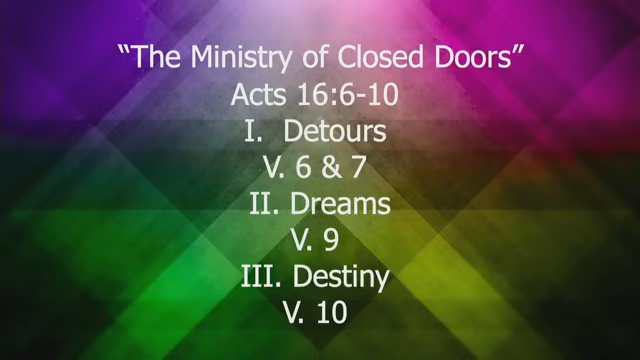 “The Ministry of Closed Doors”
Acts 16:6-10
I.  Detours
V. 6 & 7
II. Dreams
V. 9
III. Destiny
V. 10